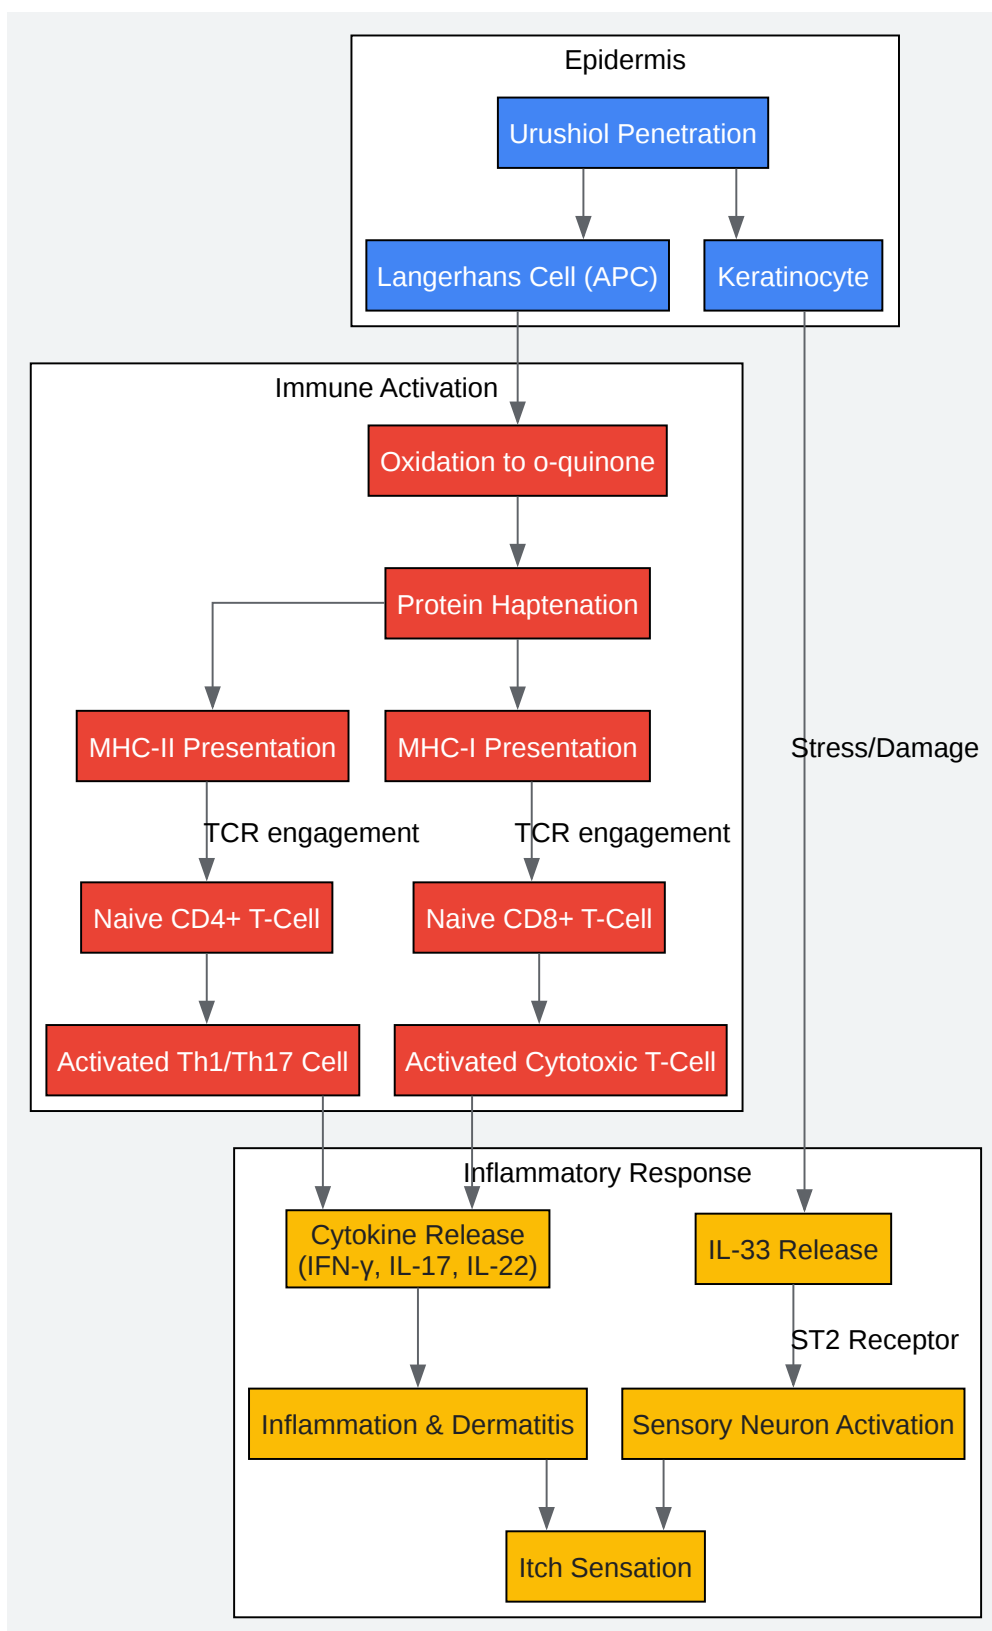 Epidermis
Urushiol Penetration
Langerhans Cell (APC)
Keratinocyte
Immune Activation
Oxidation to o-quinone
Protein Haptenation
MHC-II Presentation
MHC-I Presentation
Stress/Damage
TCR engagement
TCR engagement
Naive CD4+ T-Cell
Naive CD8+ T-Cell
Activated Th1/Th17 Cell
Activated Cytotoxic T-Cell
Inflammatory Response
Cytokine Release
(IFN-γ, IL-17, IL-22)
IL-33 Release
ST2 Receptor
Inflammation & Dermatitis
Sensory Neuron Activation
Itch Sensation